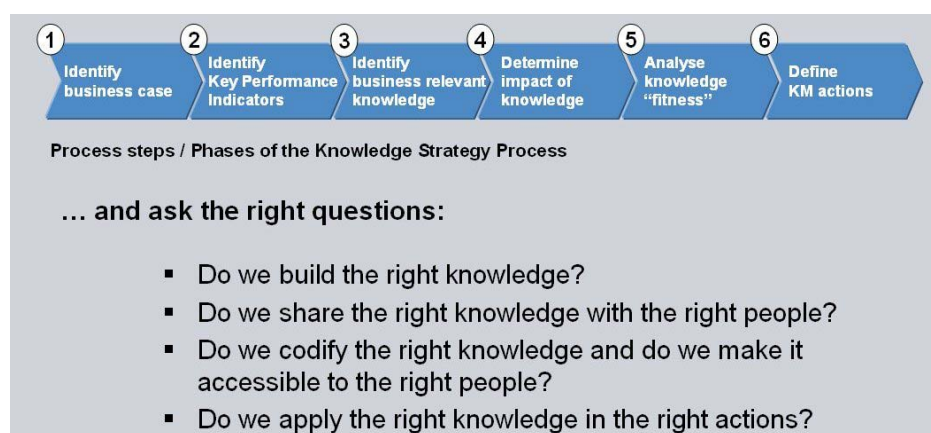 1 2 3 4 5 6
Identify
business case
Identify
Key Performance
Indicators
Identify
business relevant
knowledge
Determine
impact of
knowledge
Analyse
knowledge
“fitness”
Define
KM actions
Process steps / Phases of the Knowledge Strategy Process
… and ask the right questions:
▪ Do we build the right knowledge?
▪ Do we share the right knowledge with the right people?
▪ Do we codify the right knowledge and do we make it
accessible to the right people?
▪ Do we apply the right knowledge in the right actions?